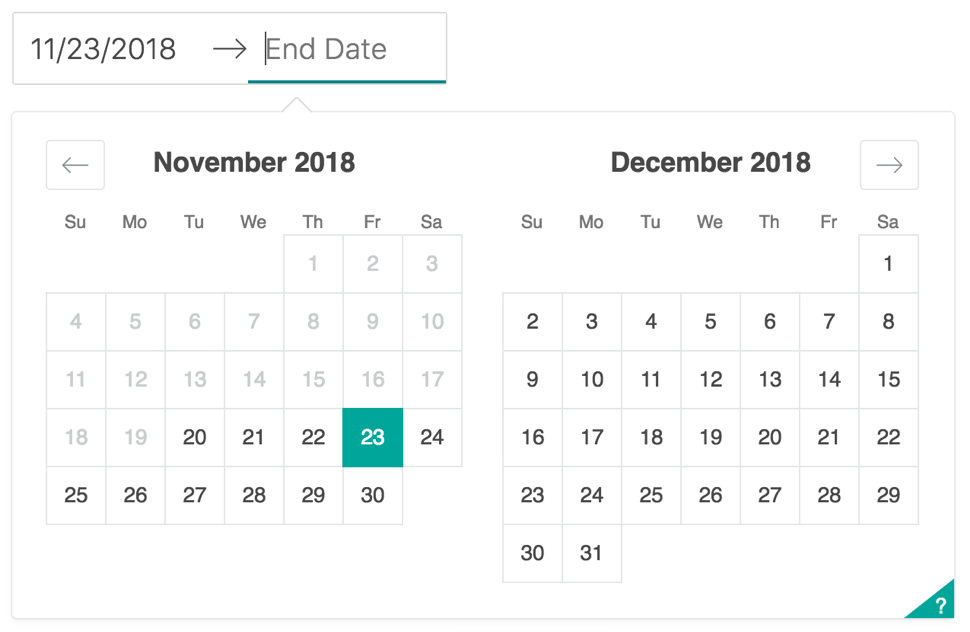 11/23/2018 → End Date
← November 2018
Su Mo Tu We Th Fr Sa
1 2 3
4 5 6 7 8 9 10
11 12 13 14 15 16 17
18 19 20 21 22 23 24
25 26 27 28 29 30
December 2018 →
Su Mo Tu We Th Fr Sa
1
2 3 4 5 6 7 8
9 10 11 12 13 14 15
16 17 18 19 20 21 22
23 24 25 26 27 28 29
30 31
?